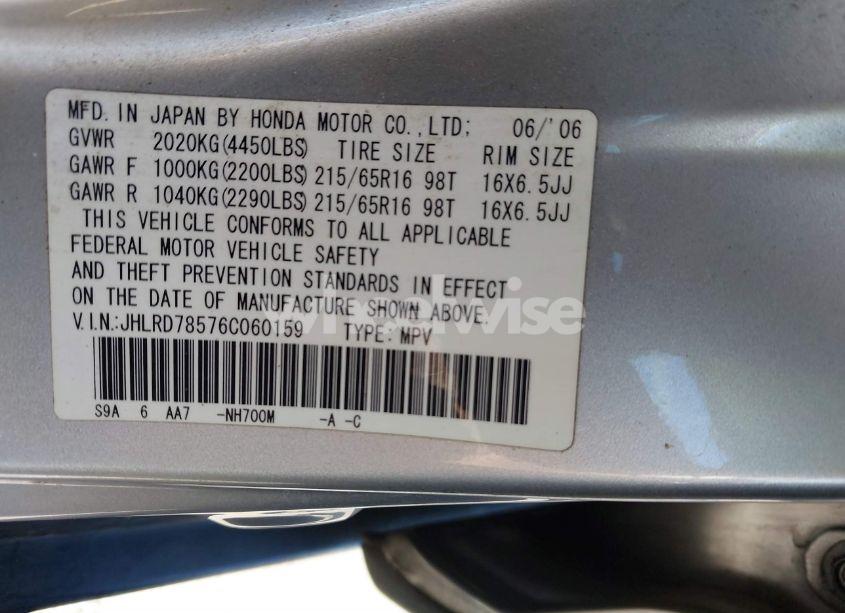 MFD. IN JAPAN BY HONDA MOTOR CO.,LTD; 06/'06
GVWR 2020KG(4450LBS) TIRE SIZE RIM SIZE
GAWR F 1000KG(2200LBS) 215/65R16 98T 16X6.5JJ
GAWR R 1040KG(2290LBS) 215/65R16 98T 16X6.5JJ
THIS VEHICLE CONFORMS TO ALL APPLICABLE
FEDERAL MOTOR VEHICLE SAFETY
AND THEFT PREVENTION STANDARDS IN EFFECT
ON THE DATE OF MANUFACTURE SHOWN ABOVE.
V.I.N.:JHLRD78576C060159 TYPE: MPV
wheelwise
S9A 6 AA7 -NH700M -A -C